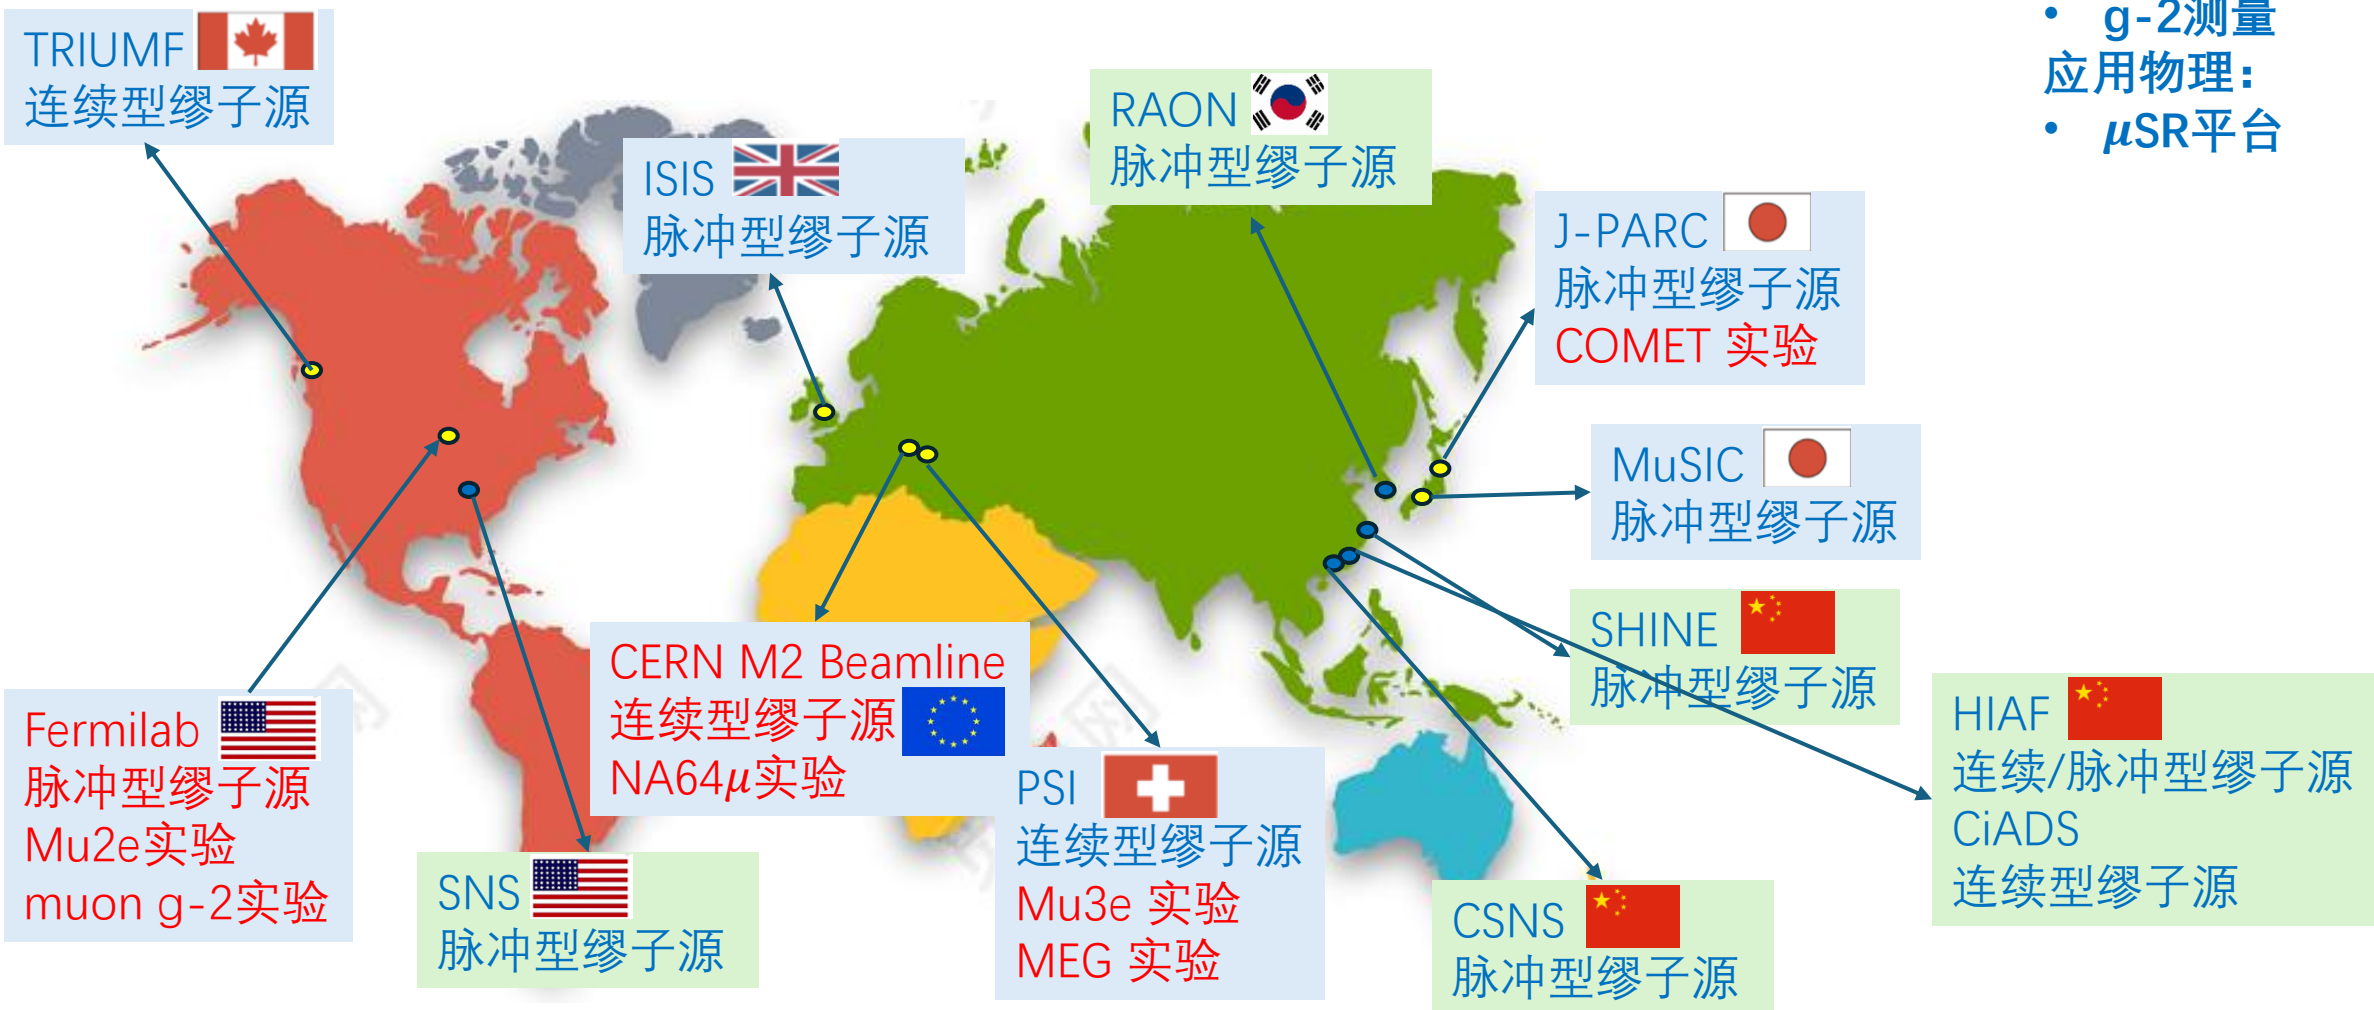 TRIUMF
连续型缪子源
ISIS
脉冲型缪子源
RAON
脉冲型缪子源
• g-2测量
应用物理：
• μSR平台
J-PARC
脉冲型缪子源
COMET 实验
MuSIC
脉冲型缪子源
SHINE
脉冲型缪子源
HIAF
连续/脉冲型缪子源
CiADS
连续型缪子源
Fermilab
脉冲型缪子源
Mu2e实验
muon g-2实验
SNS
脉冲型缪子源
CERN M2 Beamline
连续型缪子源
NA64μ实验
PSI
连续型缪子源
Mu3e 实验
MEG 实验
CSNS
脉冲型缪子源